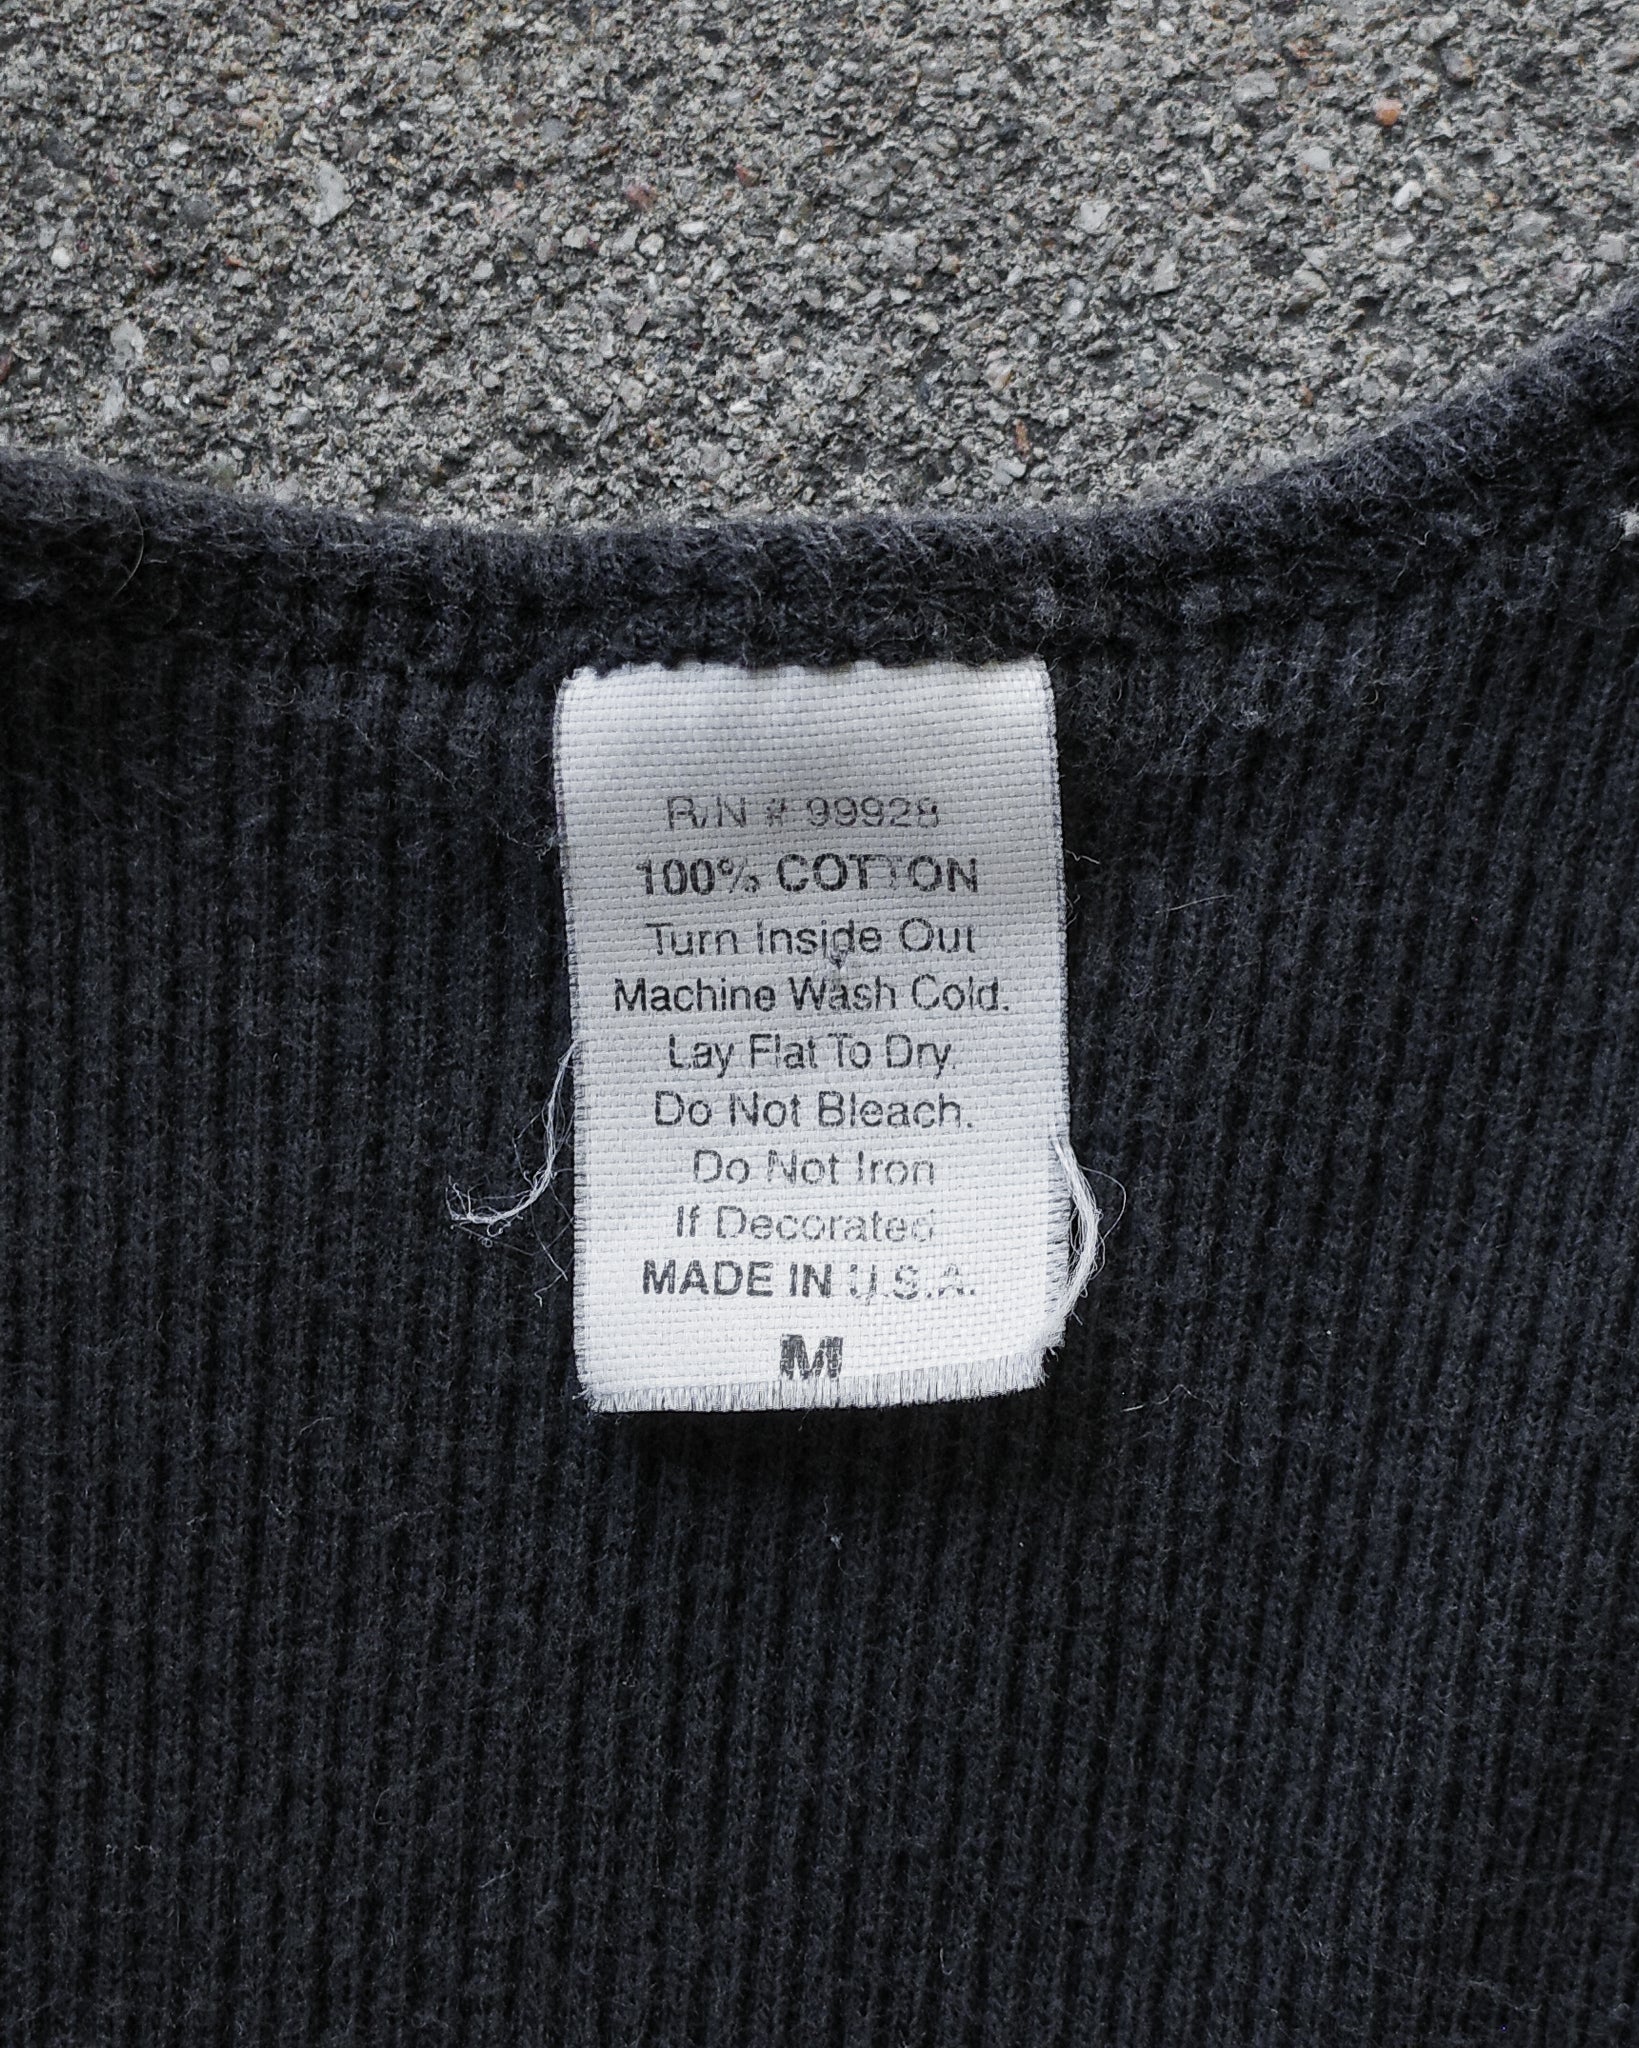 R/N # 99928
100% COTTON
Turn Inside Out
Machine Wash Cold.
Lay Flat To Dry.
Do Not Bleach.
Do Not Iron
If Decorated
MADE IN U.S.A.
M